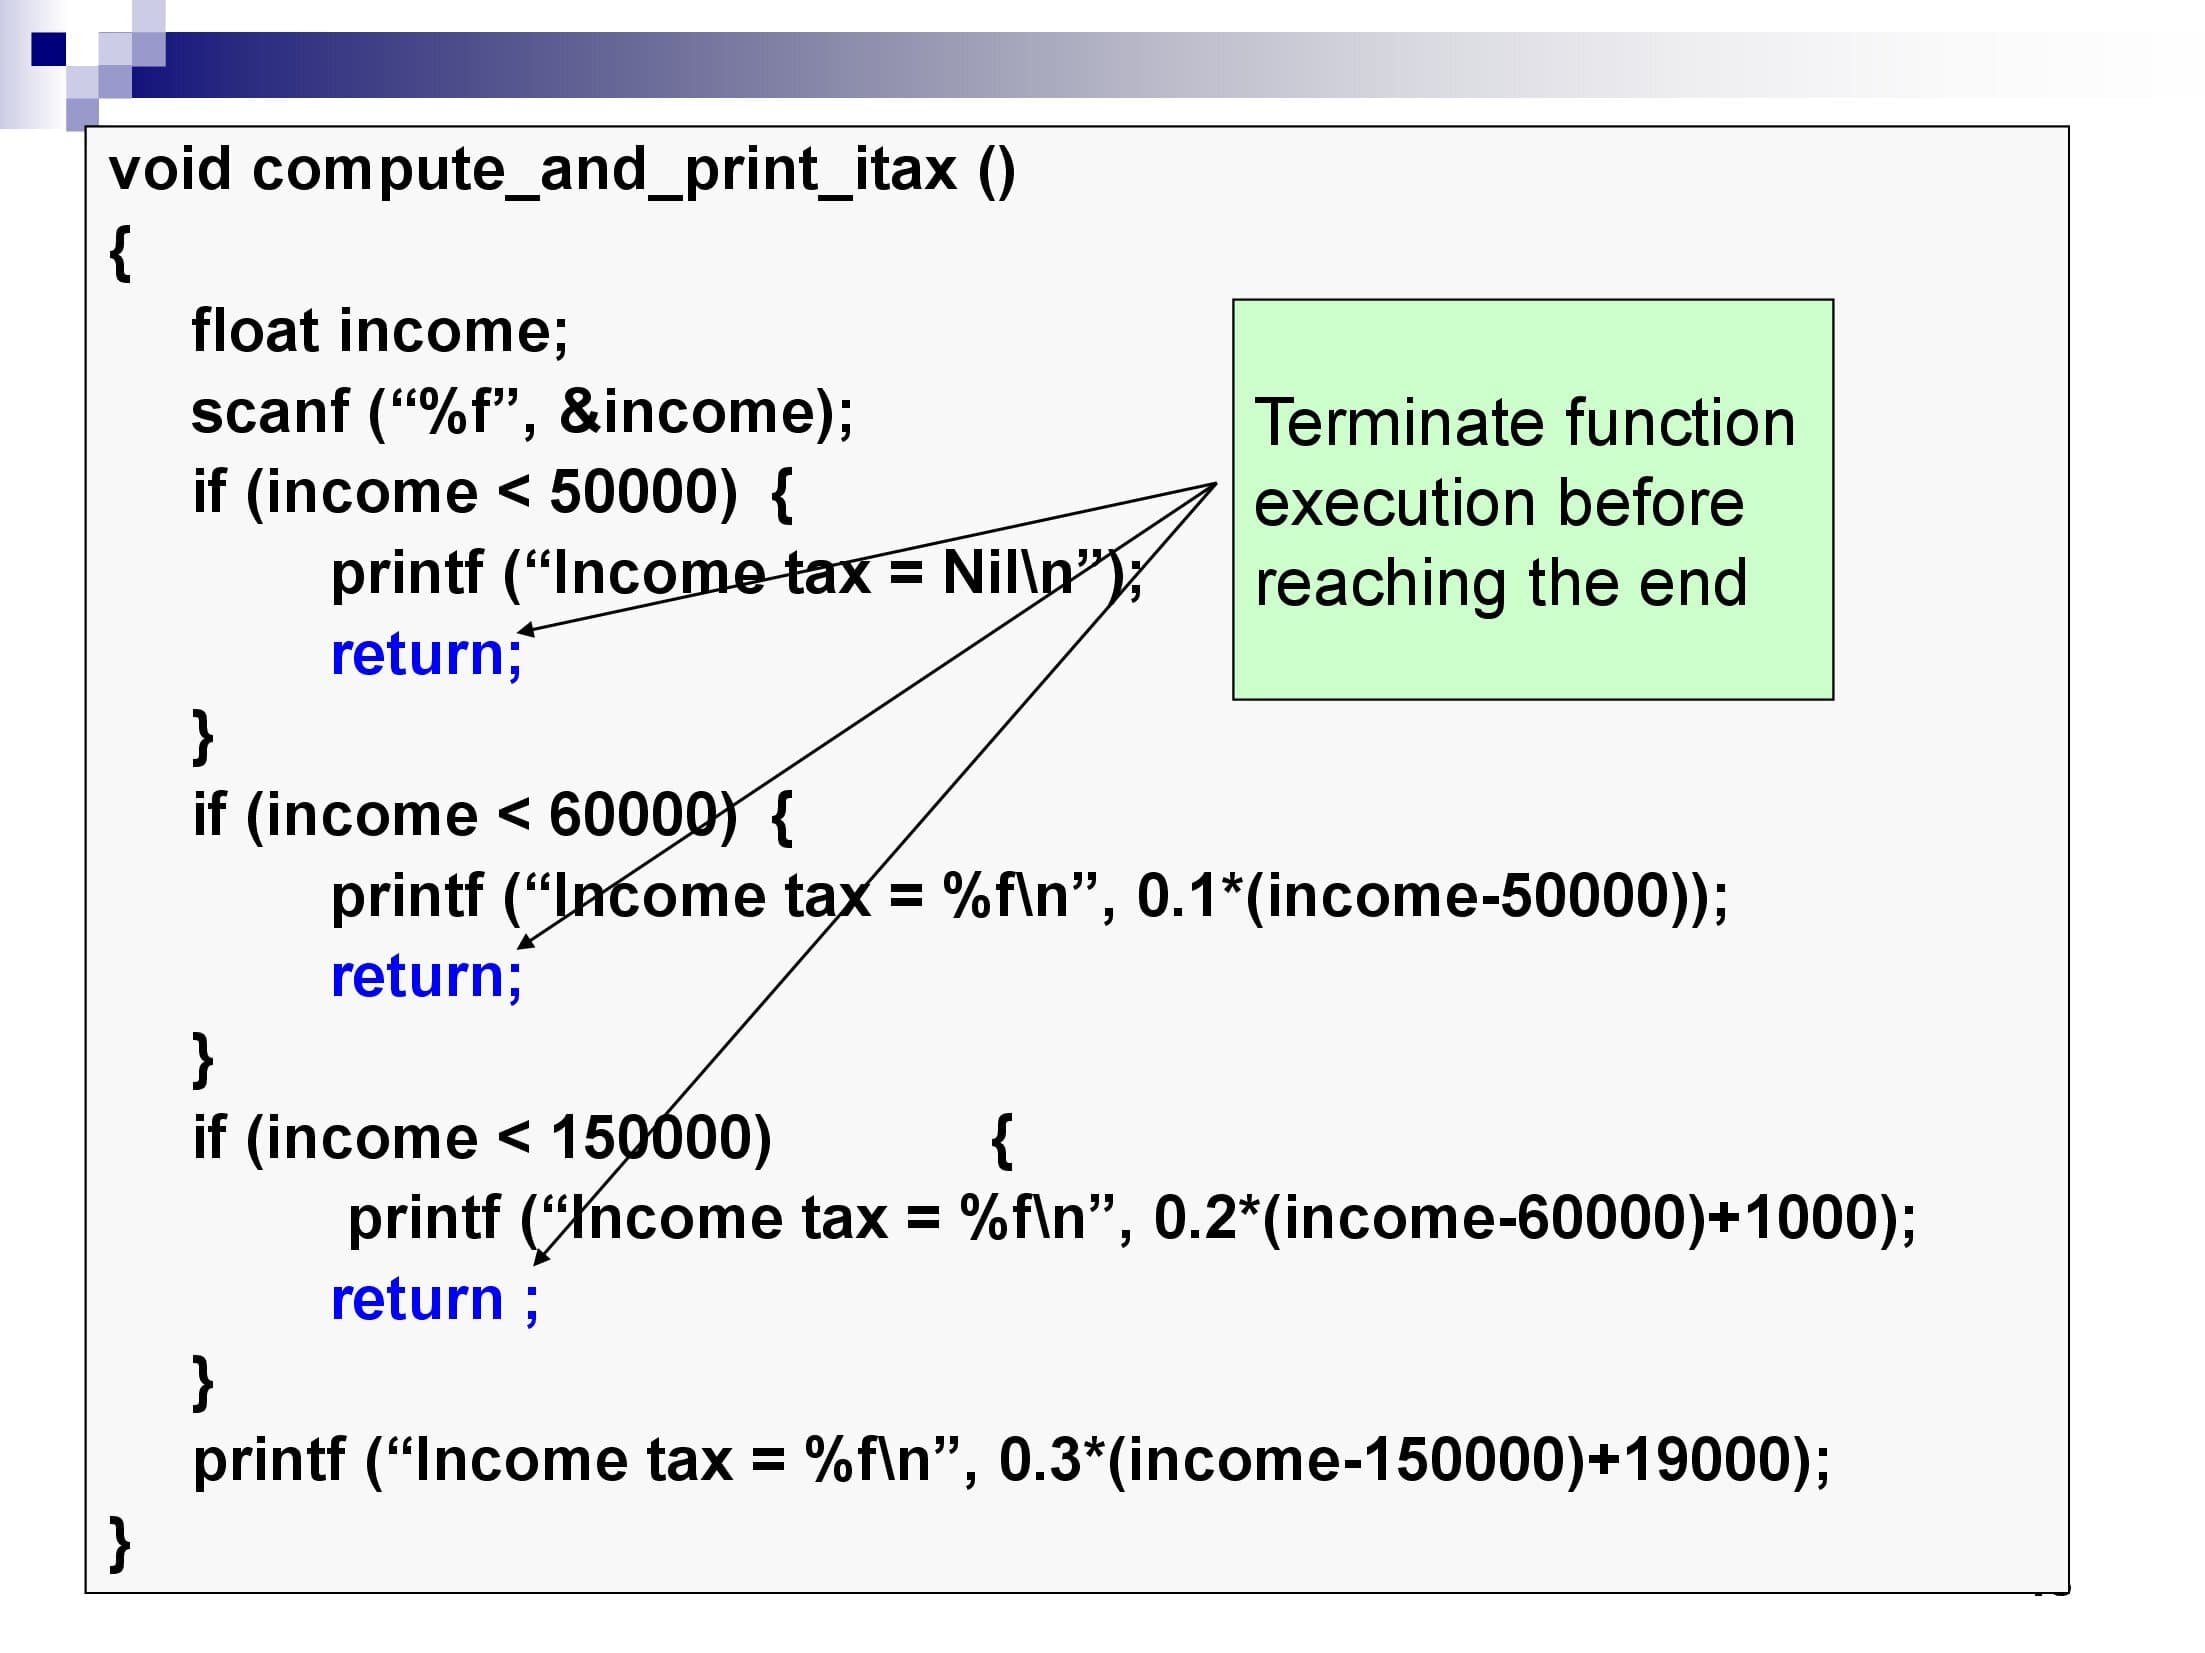 void compute_and_print_itax ()
{
float income;
scanf (“%f”, &income);
if (income < 50000) {
printf (“Income tax = Nil\n”);
return;
}
if (income < 60000) {
printf (“Income tax = %f\n”, 0.1*(income-50000));
return;
}
if (income < 150000) {
printf (“Income tax = %f\n”, 0.2*(income-60000)+1000);
return ;
}
printf (“Income tax = %f\n”, 0.3*(income-150000)+19000);
}
Terminate function
execution before
reaching the end